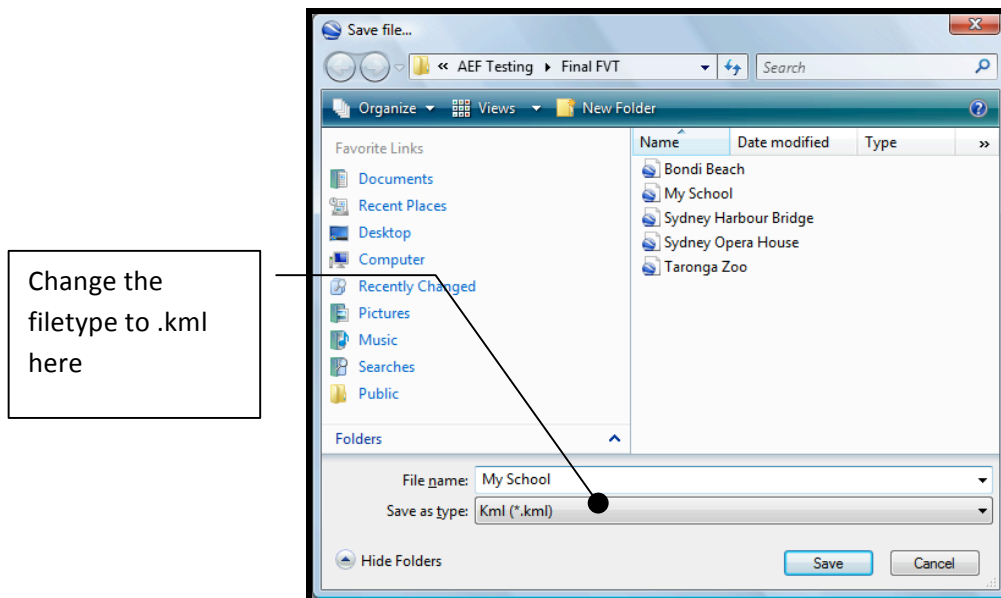 Save file...
« AEF Testing ▸ Final FVT
Search
Organize
Views
New Folder
Favorite Links
Documents
Recent Places
Desktop
Computer
Recently Changed
Pictures
Music
Searches
Public
Folders
Name
Date modified
Type
»
Bondi Beach
My School
Sydney Harbour Bridge
Sydney Opera House
Taronga Zoo
Change the
filetype to .kml
here
File name: My School
Save as type: Kml (*.kml)
Hide Folders
Save
Cancel